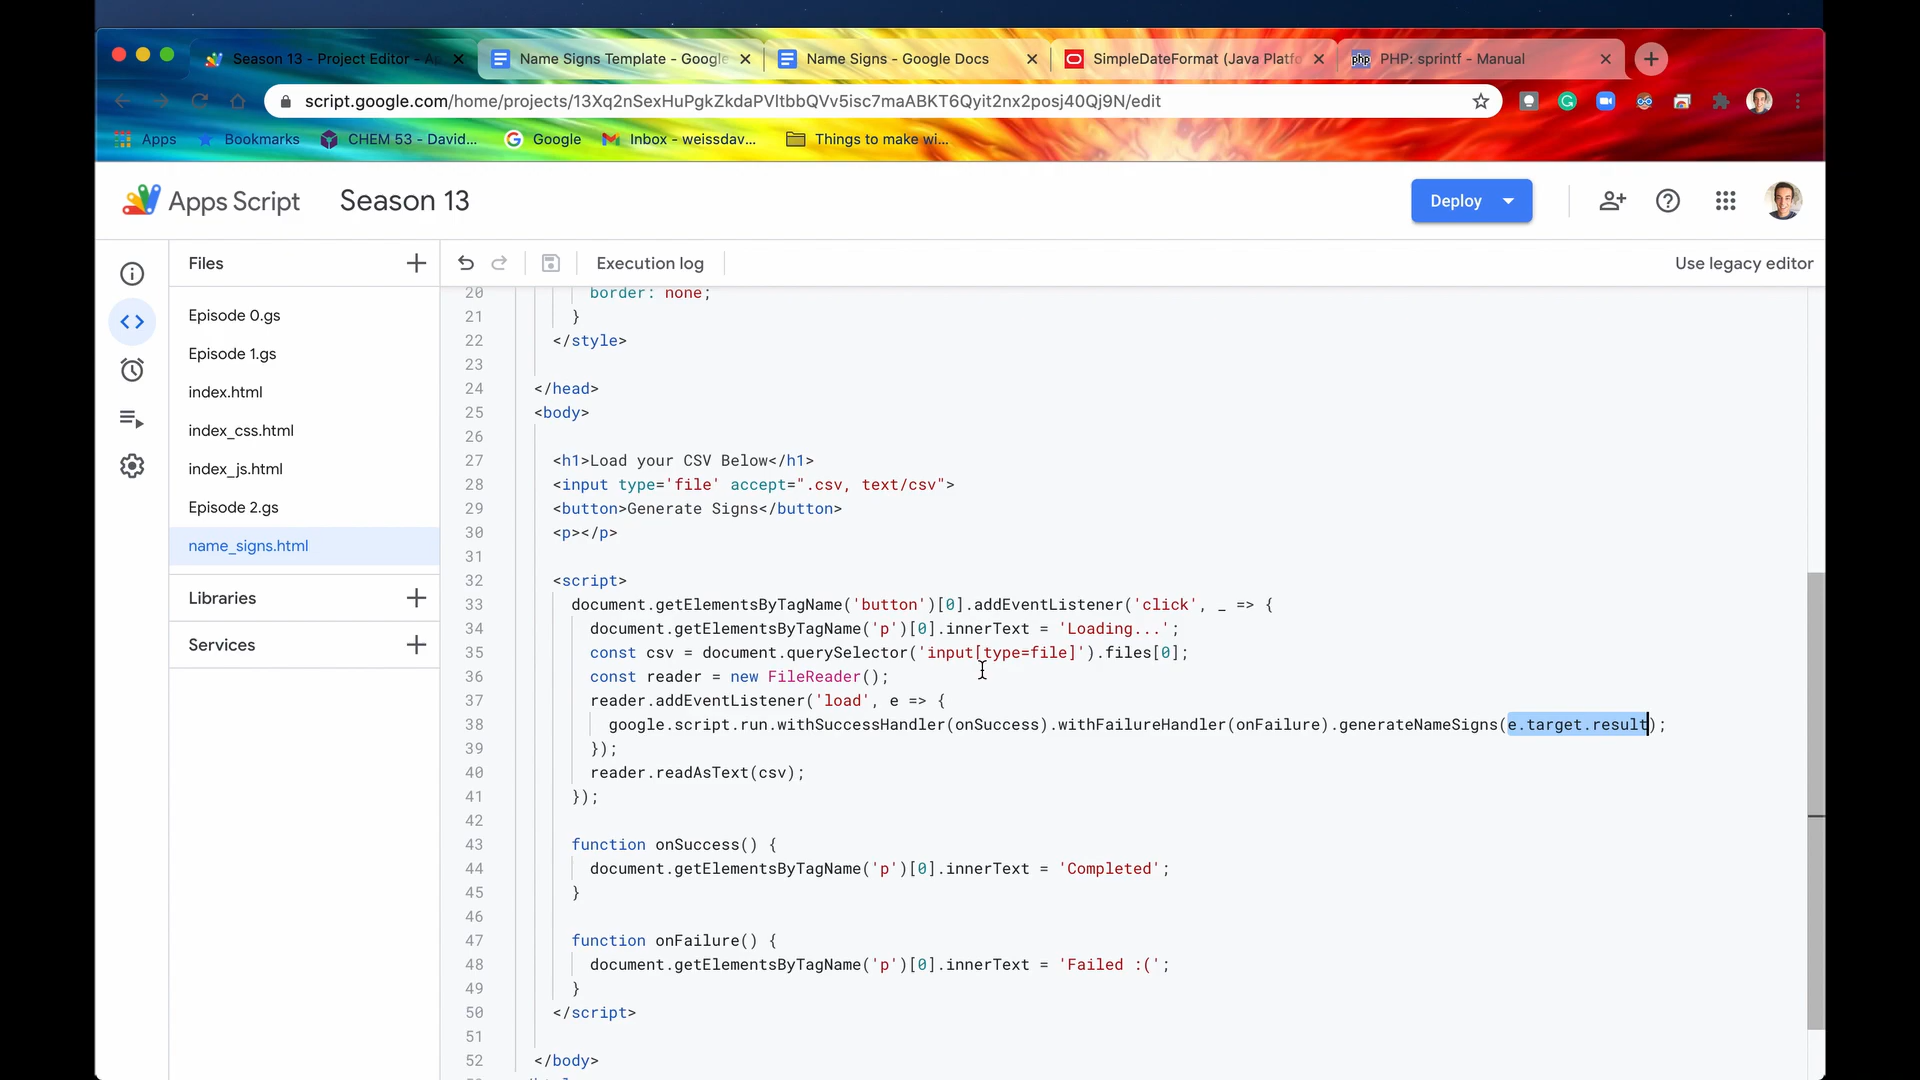 Season 13 - Project Editor - Ap
Name Signs Template - Google
Name Signs - Google Docs
SimpleDateFormat (Java Platfo
php PHP: sprintf - Manual
script.google.com/home/projects/13Xq2nSexHuPgkZkdaPVltbbQVv5isc7maABKT6Qyit2nx2posj40Qj9N/edit
Apps
Bookmarks
CHEM 53 - David...
Google
Inbox - weissdav...
Things to make wi...
Apps Script
Season 13
Deploy
Files
Execution log
Use legacy editor
Episode 0.gs
Episode 1.gs
index.html
index_css.html
index_js.html
Episode 2.gs
name_signs.html
Libraries
Services
20 border: none;
21 }
22 </style>
23
24 </head>
25 <body>
26
27 <h1>Load your CSV Below</h1>
28 <input type='file' accept=".csv, text/csv">
29 <button>Generate Signs</button>
30 <p></p>
31
32 <script>
33 document.getElementsByTagName('button')[0].addEventListener('click', _ => {
34 document.getElementsByTagName('p')[0].innerText = 'Loading...';
35 const csv = document.querySelector('input[type=file]').files[0];
36 const reader = new FileReader();
37 reader.addEventListener('load', e => {
38 google.script.run.withSuccessHandler(onSuccess).withFailureHandler(onFailure).generateNameSigns(e.target.result);
39 });
40 reader.readAsText(csv);
41 });
42
43 function onSuccess() {
44 document.getElementsByTagName('p')[0].innerText = 'Completed';
45 }
46
47 function onFailure() {
48 document.getElementsByTagName('p')[0].innerText = 'Failed :(';
49 }
50 </script>
51
52 </body>